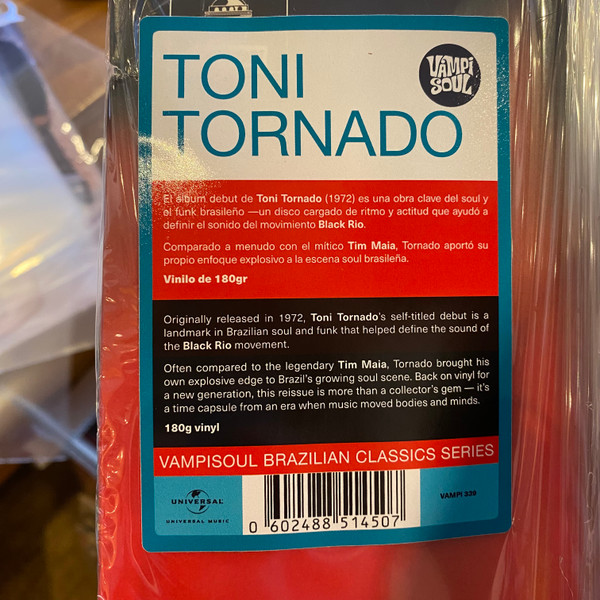 TONI
TORNADO
VAMPI
SOUL
El álbum debut de Toni Tornado (1972) es una obra clave del soul y
el funk brasileño —un disco cargado de ritmo y actitud que ayudó a
definir el sonido del movimiento Black Rio.
Comparado a menudo con el mítico Tim Maia, Tornado aportó su
propio enfoque explosivo a la escena soul brasileña.
Vinilo de 180gr
Originally released in 1972, Toni Tornado's self-titled debut is a
landmark in Brazilian soul and funk that helped define the sound of
the Black Rio movement.
Often compared to the legendary Tim Maia, Tornado brought his
own explosive edge to Brazil's growing soul scene. Back on vinyl for
a new generation, this reissue is more than a collector's gem — it's
a time capsule from an era when music moved bodies and minds.
180g vinyl
VAMPISOUL BRAZILIAN CLASSICS SERIES
UNIVERSAL
UNIVERSAL MUSIC
0 602488 514507
VAMPI 339